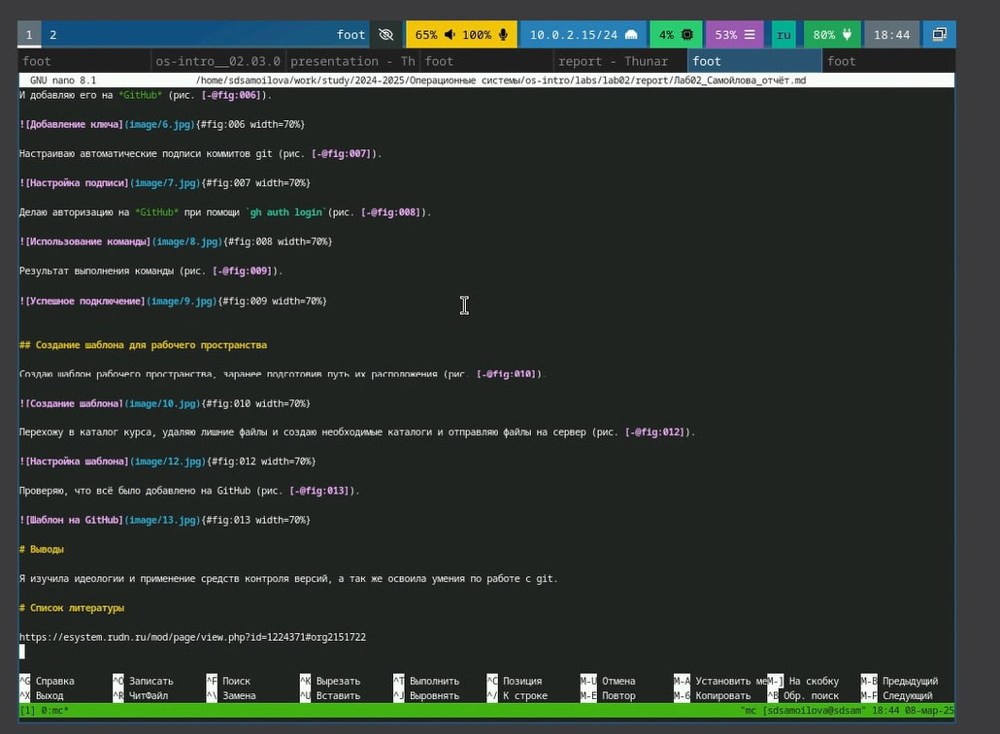 1 2 foot 65% 100% 10.0.2.15/24 4% 53% ru 80% 18:44
foot os-intro__02.03.0 presentation - Th foot report - Thunar foot foot
GNU nano 8.1 /home/sdsamoilova/work/study/2024-2025/Операционные системы/os-intro/labs/lab02/report/Лаб02_Самойлова_отчёт.md
И добавляю его на *GitHub* (рис. [-@fig:006]).
![Добавление ключа](image/6.jpg){#fig:006 width=70%}
Настраиваю автоматические подписи коммитов git (рис. [-@fig:007]).
![Настройка подписи](image/7.jpg){#fig:007 width=70%}
Делаю авторизацию на *GitHub* при помощи `gh auth login`(рис. [-@fig:008]).
![Использование команды](image/8.jpg){#fig:008 width=70%}
Результат выполнения команды (рис. [-@fig:009]).
![Успешное подключение](image/9.jpg){#fig:009 width=70%}
## Создание шаблона для рабочего пространства
Создаю шаблон рабочего пространства, заранее подготовив путь их расположения (рис. [-@fig:010]).
![Создание шаблона](image/10.jpg){#fig:010 width=70%}
Перехожу в каталог курса, удаляю лишние файлы и создаю необходимые каталоги и отправляю файлы на сервер (рис. [-@fig:012]).
![Настройка шаблона](image/12.jpg){#fig:012 width=70%}
Проверяю, что всё было добавлено на GitHub (рис. [-@fig:013]).
![Шаблон на GitHub](image/13.jpg){#fig:013 width=70%}
# Выводы
Я изучила идеологии и применение средств контроля версий, а так же освоила умения по работе с git.
# Список литературы
https://esystem.rudn.ru/mod/page/view.php?id=1224371#org2151722
^G Справка ^O Записать ^F Поиск ^K Вырезать ^T Выполнить ^C Позиция M-U Отмена M-A Установить ме M-] На скобку M-B Предыдущий
^X Выход ^R ЧитФайл ^\ Замена ^U Вставить ^J Выровнять ^/ К строке M-E Повтор M-6 Копировать ^B Обр. поиск M-F Следующий
[1] 0:mc* "mc [sdsamoilova@sdsam" 18:44 08-мар-25